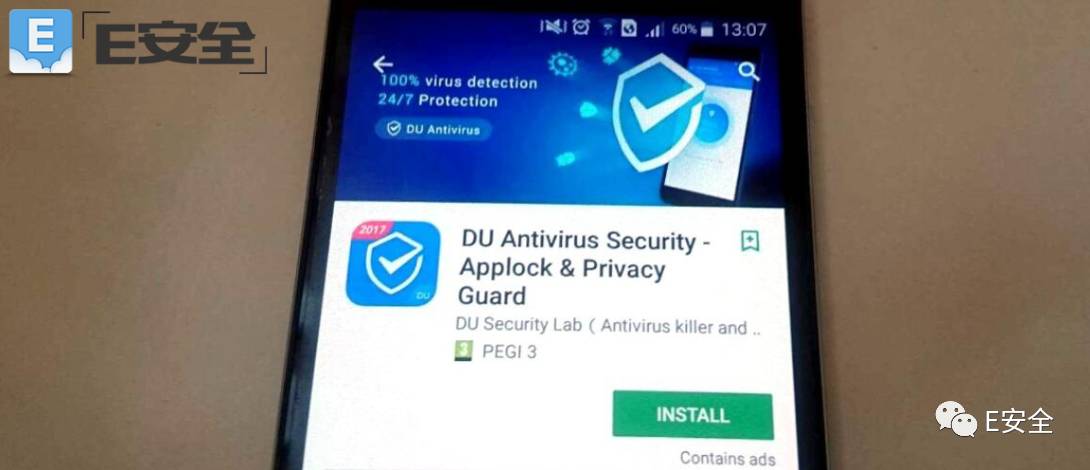 E
「E安全」
13:07
60%
100% virus detection
24/7 Protection
DU Antivirus
2017
DU
DU Antivirus Security -
Applock & Privacy
Guard
DU Security Lab ( Antivirus killer and ..
3 PEGI 3
INSTALL
Contains ads
E安全